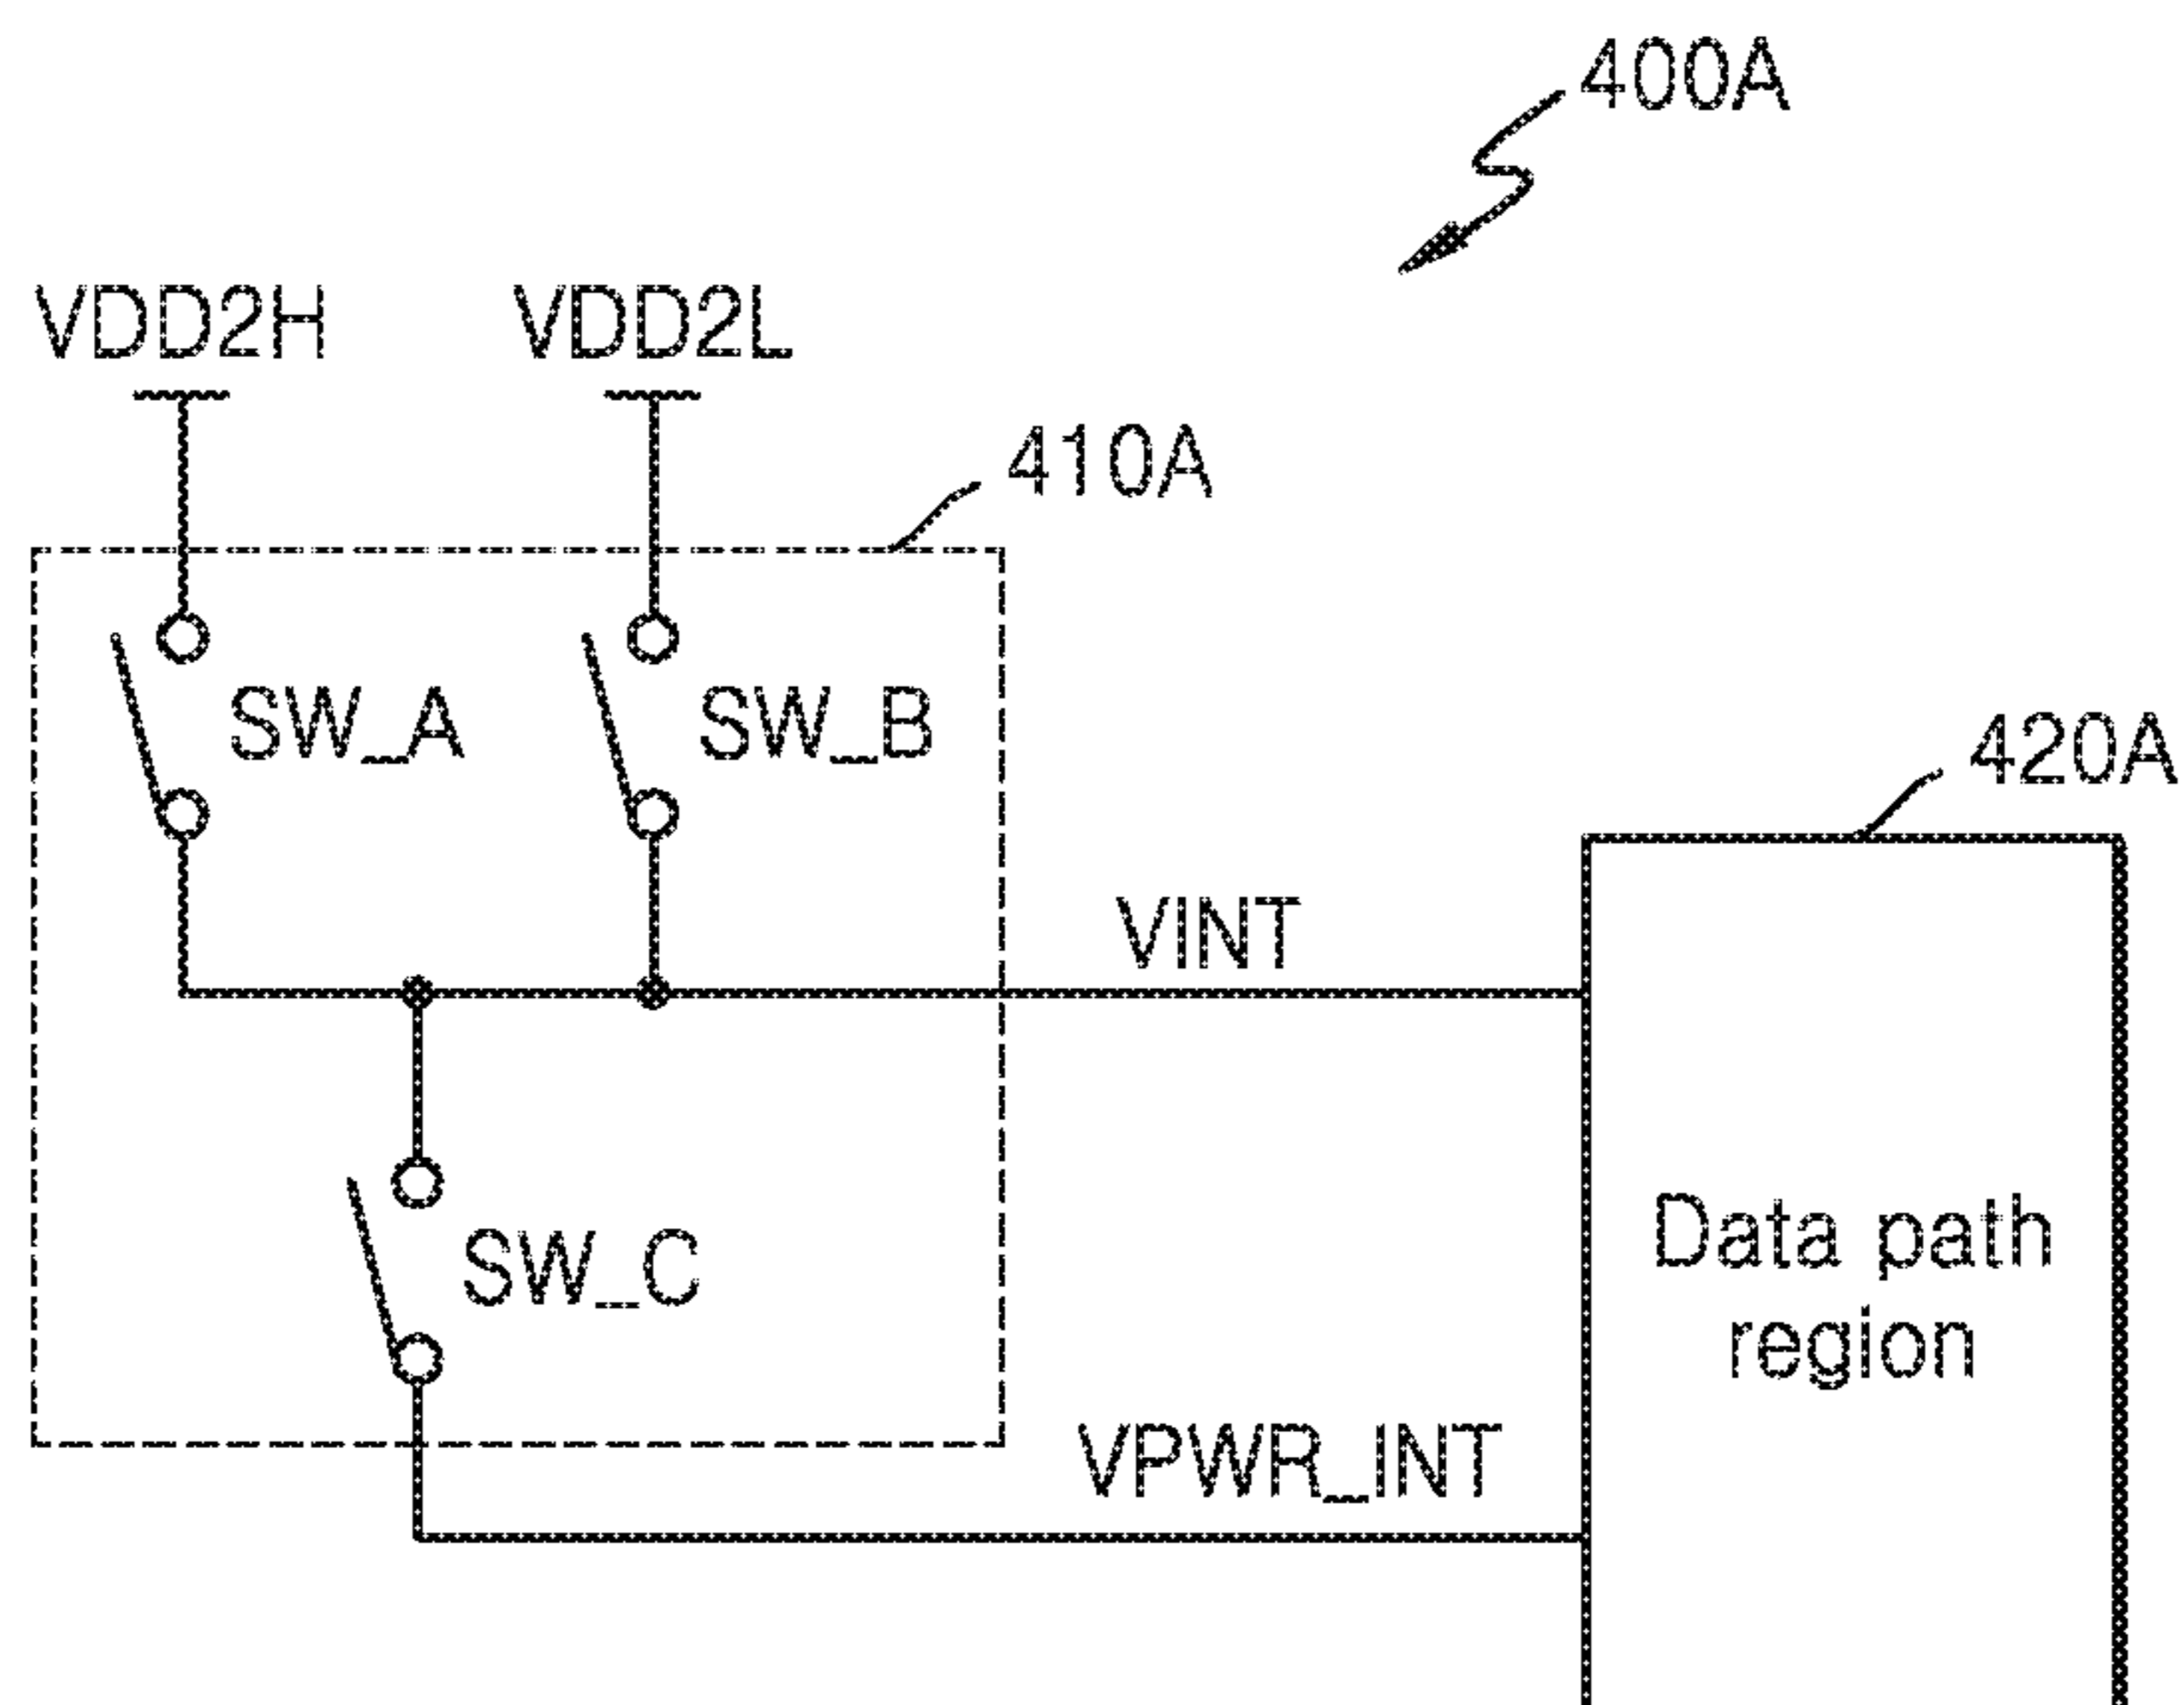 400A
VDD2H
VDD2L
410A
SW_A
SW_B
420A
VINT
SW_C
Data path
region
VPWR_INT